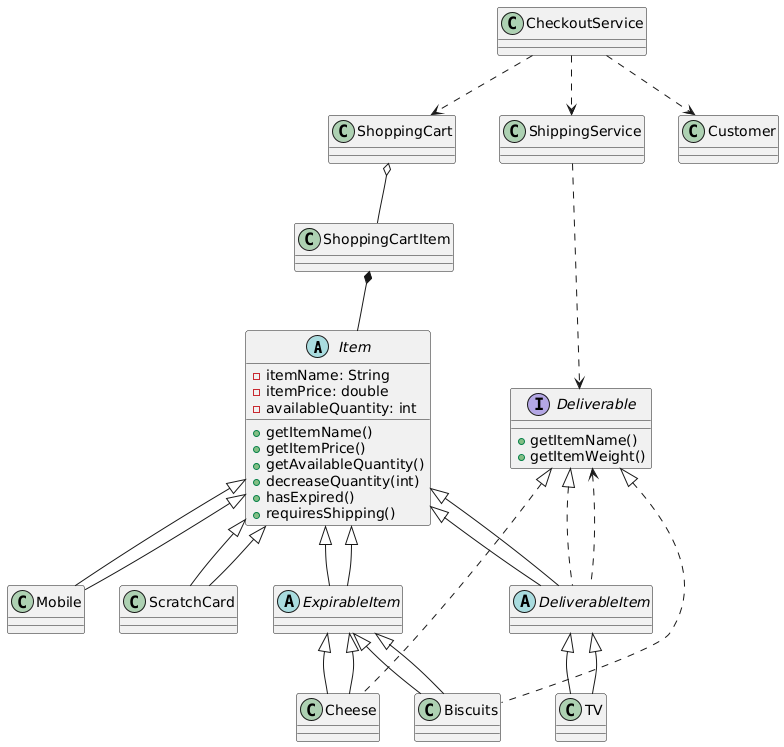 C CheckoutService
C ShoppingCart
C ShippingService
C Customer
C ShoppingCartItem
A Item
itemName: String
itemPrice: double
availableQuantity: int
getItemName()
getItemPrice()
getAvailableQuantity()
decreaseQuantity(int)
hasExpired()
requiresShipping()
I Deliverable
getItemName()
getItemWeight()
C Mobile
C ScratchCard
A ExpirableItem
A DeliverableItem
C Cheese
C Biscuits
C TV